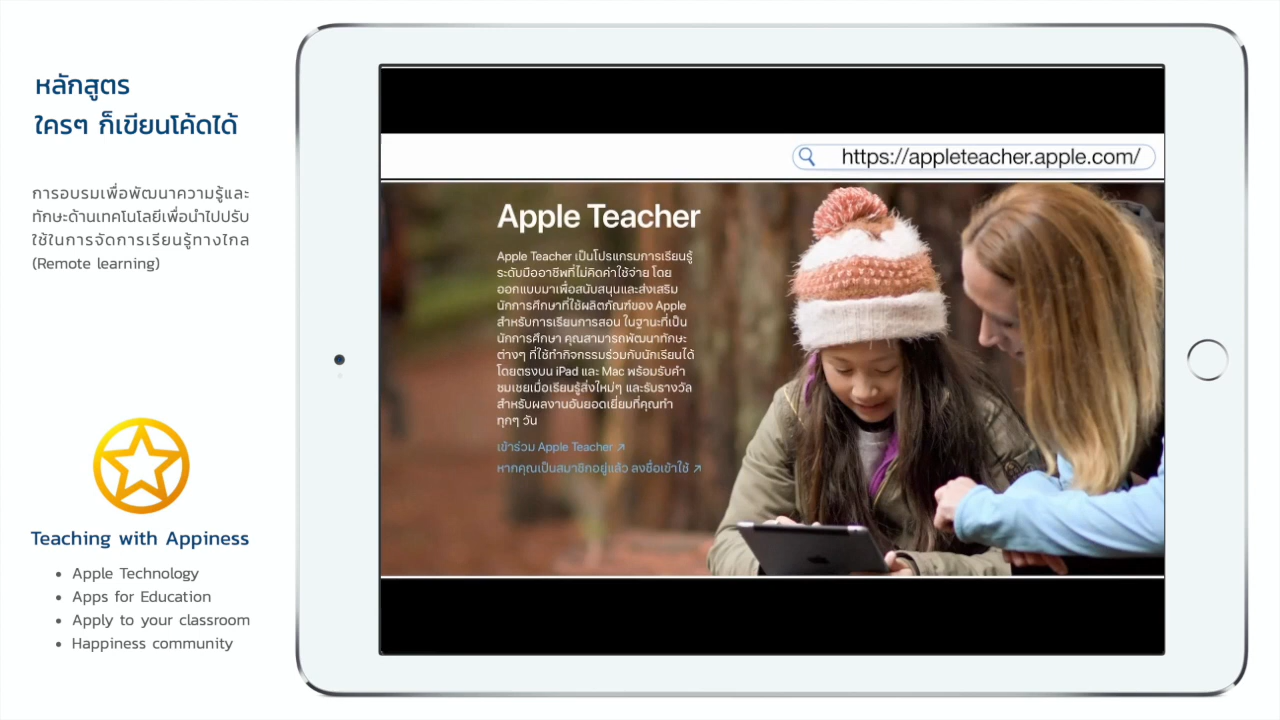 หลักสูตร
ใครๆ ก็เขียนโค้ดได้
การอบรมเพื่อพัฒนาความรู้และ
ทักษะด้านเทคโนโลยีเพื่อนำไปปรับ
ใช้ในการจัดการเรียนรู้ทางไกล
(Remote learning)
Teaching with Appiness
• Apple Technology
• Apps for Education
• Apply to your classroom
• Happiness community
https://appleteacher.apple.com/
Apple Teacher
Apple Teacher เป็นโปรแกรมการเรียนรู้
ระดับมืออาชีพที่ไม่คิดค่าใช้จ่าย โดย
ออกแบบมาเพื่อสนับสนุนและส่งเสริม
นักการศึกษาที่ใช้ผลิตภัณฑ์ของ Apple
สำหรับการเรียนการสอน ในฐานะที่เป็น
นักการศึกษา คุณสามารถพัฒนาทักษะ
ต่างๆ ที่ใช้ทำกิจกรรมร่วมกับนักเรียนได้
โดยตรงบน iPad และ Mac พร้อมรับคำ
ชมเชยเมื่อเรียนรู้สิ่งใหม่ๆ และรับรางวัล
สำหรับผลงานอันยอดเยี่ยมที่คุณทำ
ทุกๆ วัน
เข้าร่วม Apple Teacher ↗
หากคุณเป็นสมาชิกอยู่แล้ว ลงชื่อเข้าใช้ ↗